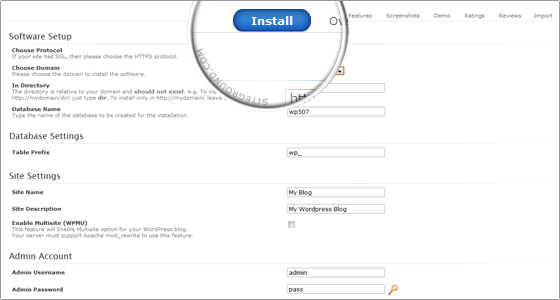 Install
Ov
Features Screenshots Demo Ratings Reviews Import
Software Setup
Choose Protocol
If your site has SSL, then please choose the HTTPS protocol.
Choose Domain
Please choose the domain to install the software.
In Directory
The directory is relative to your domain and should not exist. e.g. To
http://mydomain/dir/ just type dir. To install only in http://mydomain/ leave
htt
SITEGROUND.COM
Database Name
Type the name of the database to be created for the installation
wp507
Database Settings
Table Prefix
wp_
Site Settings
Site Name
My Blog
Site Description
My Wordpress Blog
Enable Multisite (WPMU)
This feature will Enable Multisite option for your WordPress blog.
Your server must support Apache mod_rewrite to use this feature.
Admin Account
Admin Username
admin
Admin Password
pass